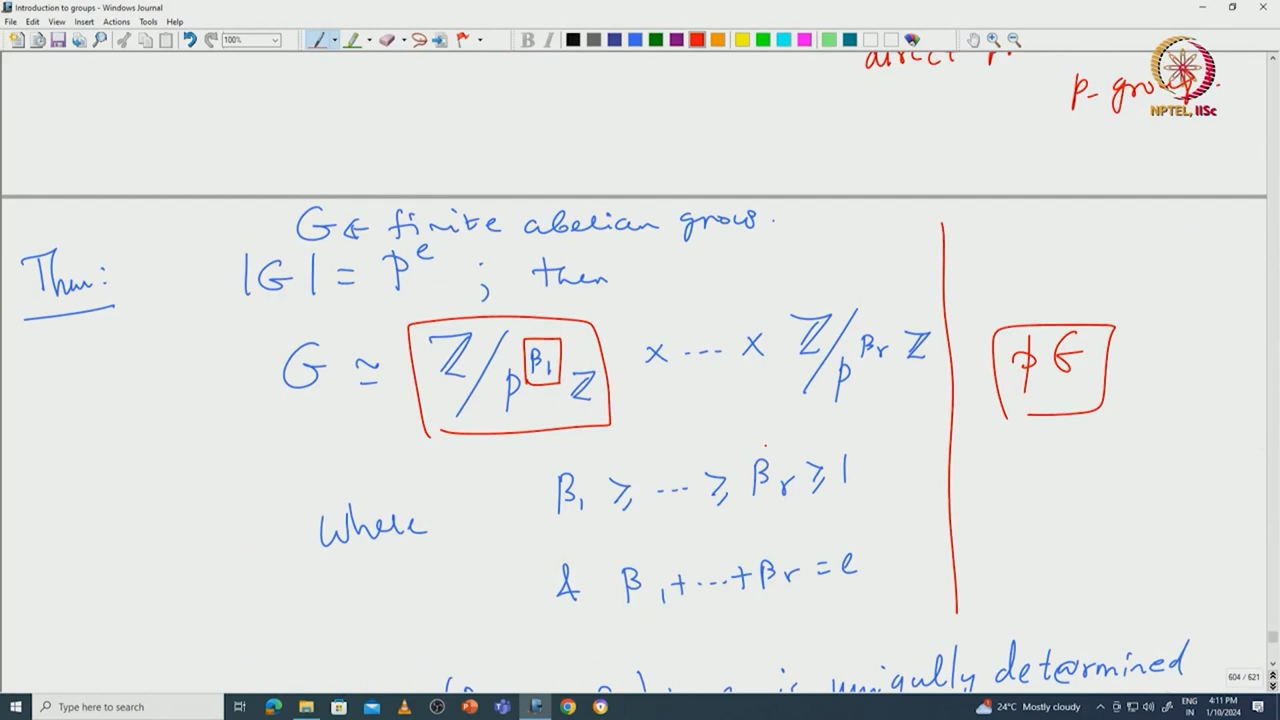 Introduction to groups - Windows Journal
File Edit View Insert Actions Tools Help
100%
B I
p-group.
NPTEL, IISc
G ← finite abelian group.
Thm: |G| = p^e ; then
G ≃ ℤ/p^β₁ ℤ × ··· × ℤ/p^βᵣ ℤ
pG
where β₁ ≥ ··· ≥ βᵣ ≥ 1
& β₁+···+βᵣ = e
is uniquely determined
604 / 621
Type here to search
24°C Mostly cloudy
ENG
IN
4:11 PM
1/10/2024